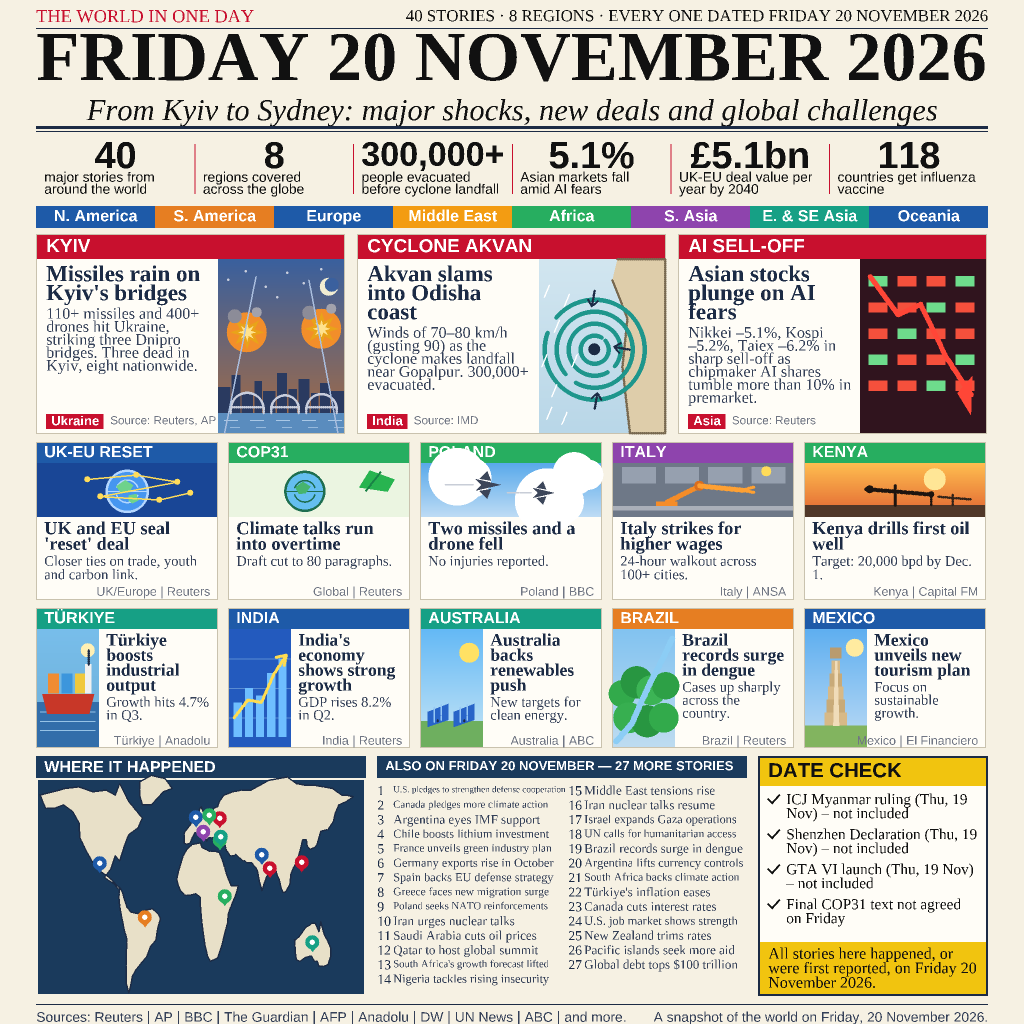 THE WORLD IN ONE DAY
40 STORIES · 8 REGIONS · EVERY ONE DATED FRIDAY 20 NOVEMBER 2026
FRIDAY 20 NOVEMBER 2026
From Kyiv to Sydney: major shocks, new deals and global challenges
40
major stories from
around the world
8
regions covered
across the globe
300,000+
people evacuated
before cyclone landfall
5.1%
Asian markets fall
amid AI fears
£5.1bn
UK-EU deal value per
year by 2040
118
countries get influenza
vaccine
N. America
S. America
Europe
Middle East
Africa
S. Asia
E. & SE Asia
Oceania
KYIV
Missiles rain on
Kyiv's bridges
110+ missiles and 400+
drones hit Ukraine,
striking three Dnipro
bridges. Three dead in
Kyiv, eight nationwide.
Ukraine
Source: Reuters, AP
CYCLONE AKVAN
Akvan slams
into Odisha
coast
Winds of 70–80 km/h
(gusting 90) as the
cyclone makes landfall
near Gopalpur. 300,000+
evacuated.
India
Source: IMD
AI SELL-OFF
Asian stocks
plunge on AI
fears
Nikkei –5.1%, Kospi
–5.2%, Taiex –6.2% in
sharp sell-off as
chipmaker AI shares
tumble more than 10% in
premarket.
Asia
Source: Reuters
UK-EU RESET
UK and EU seal
'reset' deal
Closer ties on trade, youth
and carbon link.
UK/Europe | Reuters
COP31
Climate talks run
into overtime
Draft cut to 80 paragraphs.
Global | Reuters
POLAND
Two missiles and a
drone fell
No injuries reported.
Poland | BBC
ITALY
Italy strikes for
higher wages
24-hour walkout across
100+ cities.
Italy | ANSA
KENYA
Kenya drills first oil
well
Target: 20,000 bpd by Dec.
1.
Kenya | Capital FM
TÜRKIYE
Türkiye
boosts
industrial
output
Growth hits 4.7%
in Q3.
Türkiye | Anadolu
INDIA
India's
economy
shows strong
growth
GDP rises 8.2%
in Q2.
India | Reuters
AUSTRALIA
Australia
backs
renewables
push
New targets for
clean energy.
Australia | ABC
BRAZIL
Brazil
records surge
in dengue
Cases up sharply
across the
country.
Brazil | Reuters
MEXICO
Mexico
unveils new
tourism plan
Focus on
sustainable
growth.
Mexico | El Financiero
WHERE IT HAPPENED
ALSO ON FRIDAY 20 NOVEMBER — 27 MORE STORIES
1 U.S. pledges to strengthen defense cooperation
2 Canada pledges more climate action
3 Argentina eyes IMF support
4 Chile boosts lithium investment
5 France unveils green industry plan
6 Germany exports rise in October
7 Spain backs EU defense strategy
8 Greece faces new migration surge
9 Poland seeks NATO reinforcements
10 Iran urges nuclear talks
11 Saudi Arabia cuts oil prices
12 Qatar to host global summit
13 South Africa's growth forecast lifted
14 Nigeria tackles rising insecurity
15 Middle East tensions rise
16 Iran nuclear talks resume
17 Israel expands Gaza operations
18 UN calls for humanitarian access
19 Brazil records surge in dengue
20 Argentina lifts currency controls
21 South Africa backs climate action
22 Türkiye's inflation eases
23 Canada cuts interest rates
24 U.S. job market shows strength
25 New Zealand trims rates
26 Pacific islands seek more aid
27 Global debt tops $100 trillion
DATE CHECK
✓ ICJ Myanmar ruling (Thu, 19
Nov) – not included
✓ Shenzhen Declaration (Thu, 19
Nov) – not included
✓ GTA VI launch (Thu, 19 Nov)
– not included
✓ Final COP31 text not agreed
on Friday
All stories here happened, or
were first reported, on Friday 20
November 2026.
Sources: Reuters | AP | BBC | The Guardian | AFP | Anadolu | DW | UN News | ABC | and more.
A snapshot of the world on Friday, 20 November 2026.